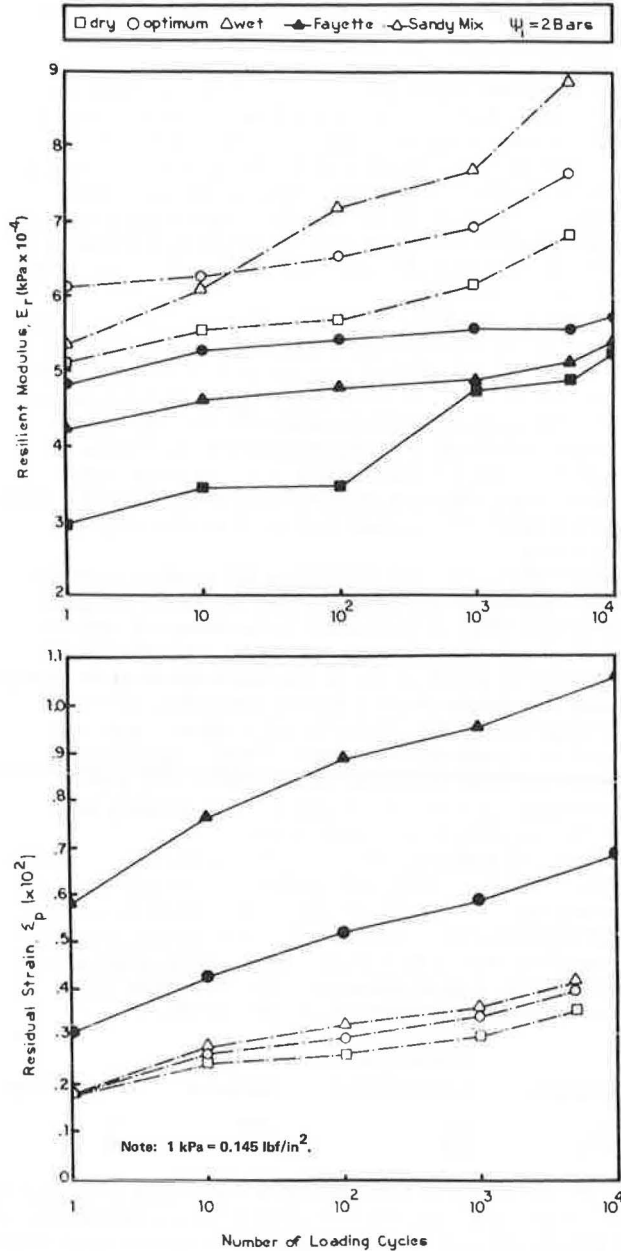 dry optimum wet Fayette Sandy Mix Ψi = 2 Bars
Resilient Modulus, Er (kPa x 10⁻⁴)
9
8
7
6
5
4
3
2
1 10 10² 10³ 10⁴
Residual Strain, Σp (x10²)
1.1
1.0
.9
.8
.7
.6
.5
.4
.3
.2
.1
0
Note: 1 kPa = 0.145 lbf/in².
1 10 10² 10³ 10⁴
Number of Loading Cycles